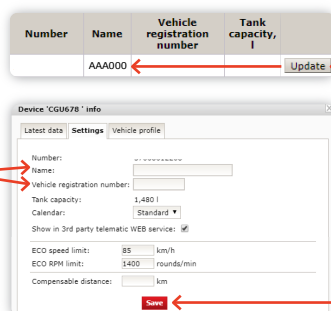 Number Name Vehicle registration number Tank capacity, l
AAA000 Update
Device 'CGU678 ' info
Latest data Settings Vehicle profile
Number:
Name:
Vehicle registration number:
Tank capacity: 1,480 l
Calendar: Standard
Show in 3rd party telematic WEB service:
ECO speed limit: 85 km/h
ECO RPM limit: 1400 rounds/min
Compensable distance: km
Save